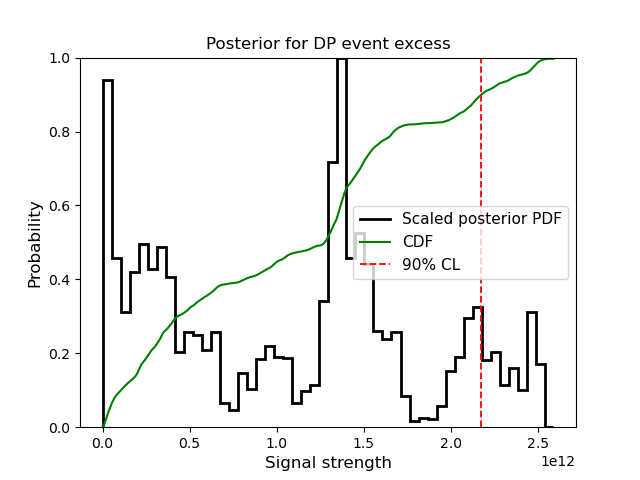 Posterior for DP event excess
Probability
1.0
0.8
0.6
0.4
0.2
0.0
Scaled posterior PDF
CDF
90% CL
0.0 0.5 1.0 1.5 2.0 2.5
1e12
Signal strength